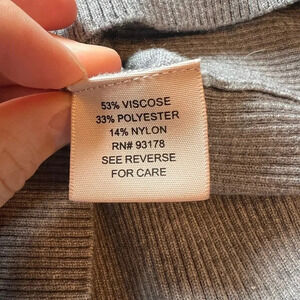 53% VISCOSE
33% POLYESTER
14% NYLON
RN# 93178
SEE REVERSE
FOR CARE